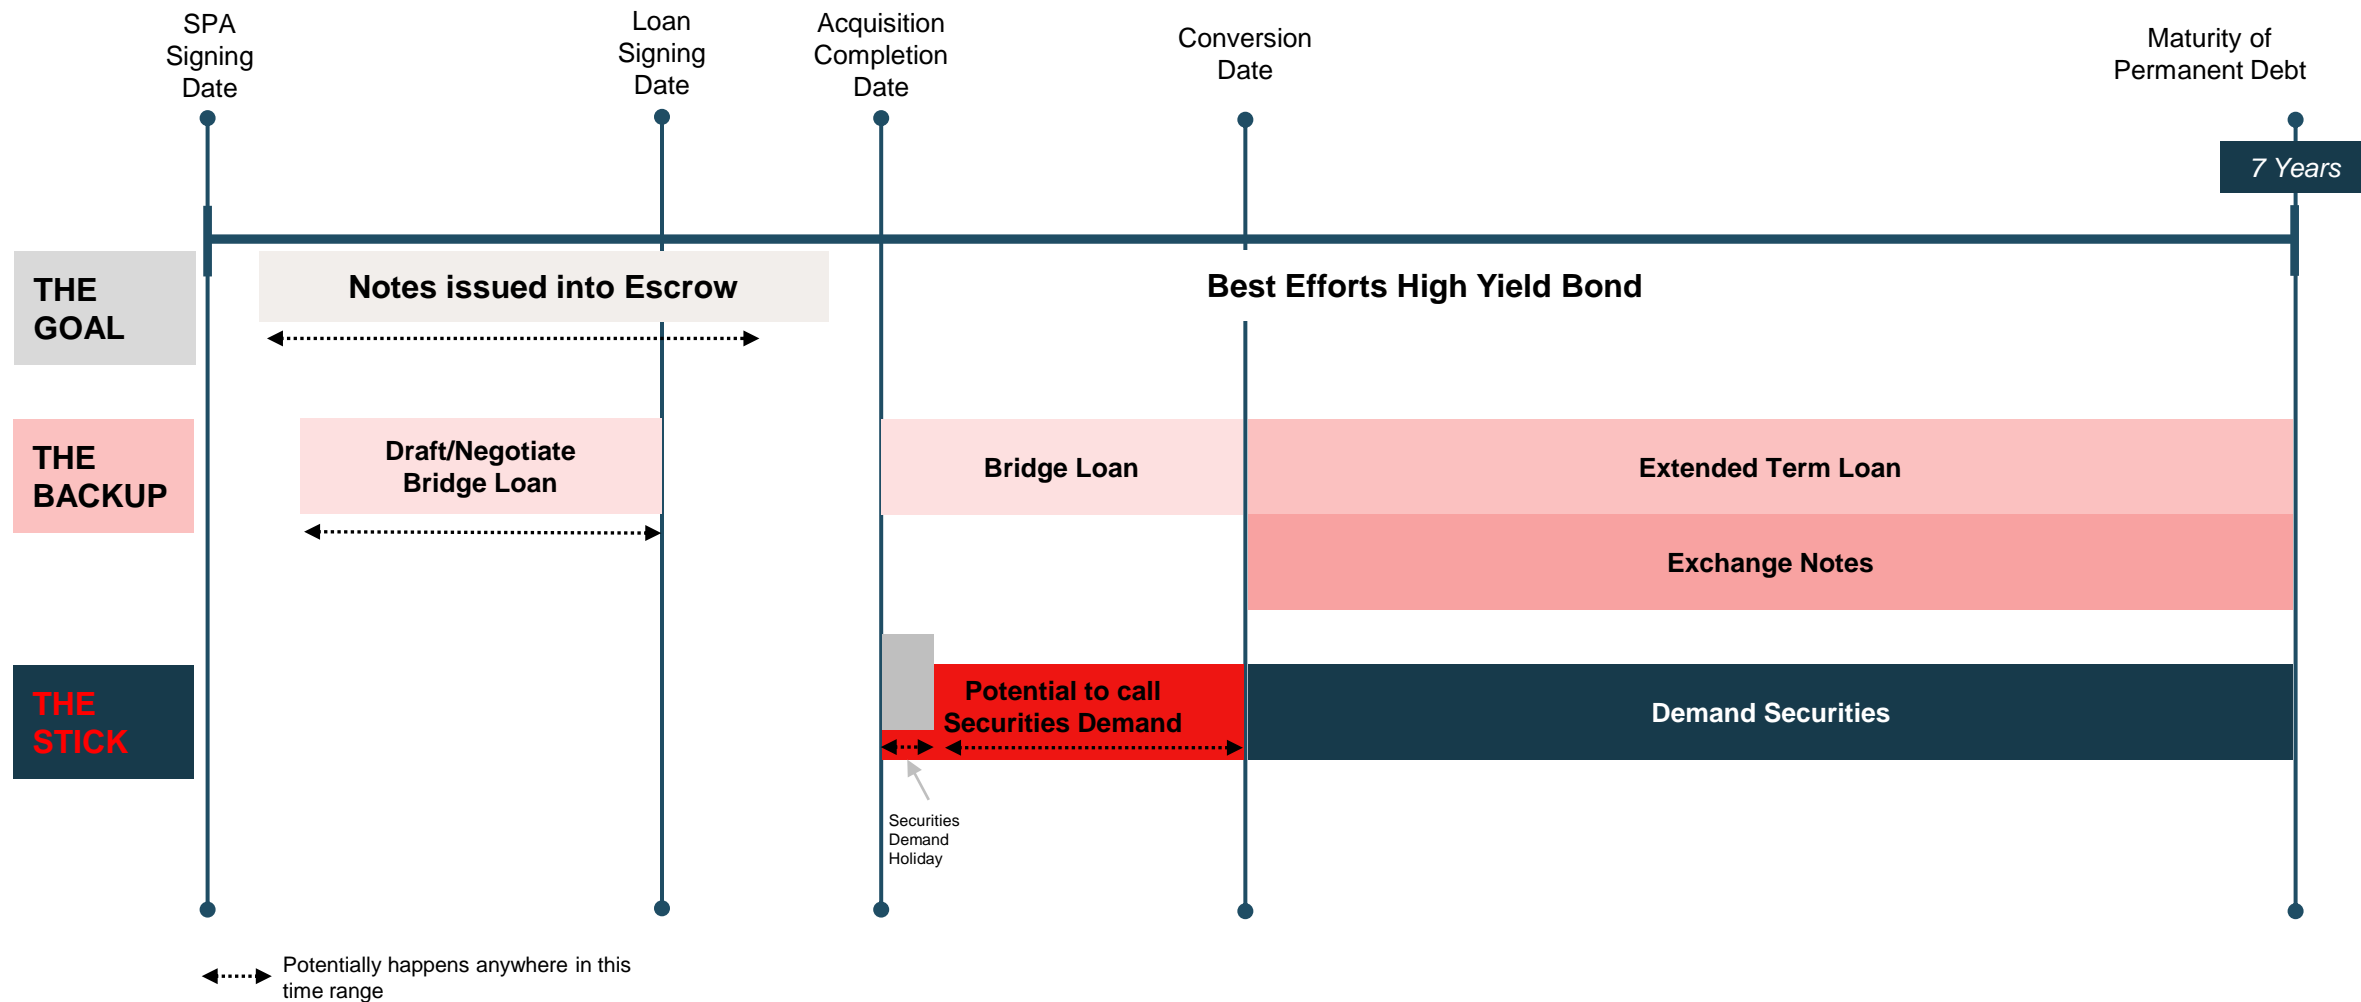 SPA
Signing
Date
Loan
Signing
Date
Acquisition
Completion
Date
Conversion
Date
Maturity of
Permanent Debt
7 Years
THE
GOAL
Notes issued into Escrow
Best Efforts High Yield Bond
THE
BACKUP
Draft/Negotiate
Bridge Loan
Bridge Loan
Extended Term Loan
Exchange Notes
THE
STICK
Potential to call
Securities Demand
Demand Securities
Securities
Demand
Holiday
Potentially happens anywhere in this
time range